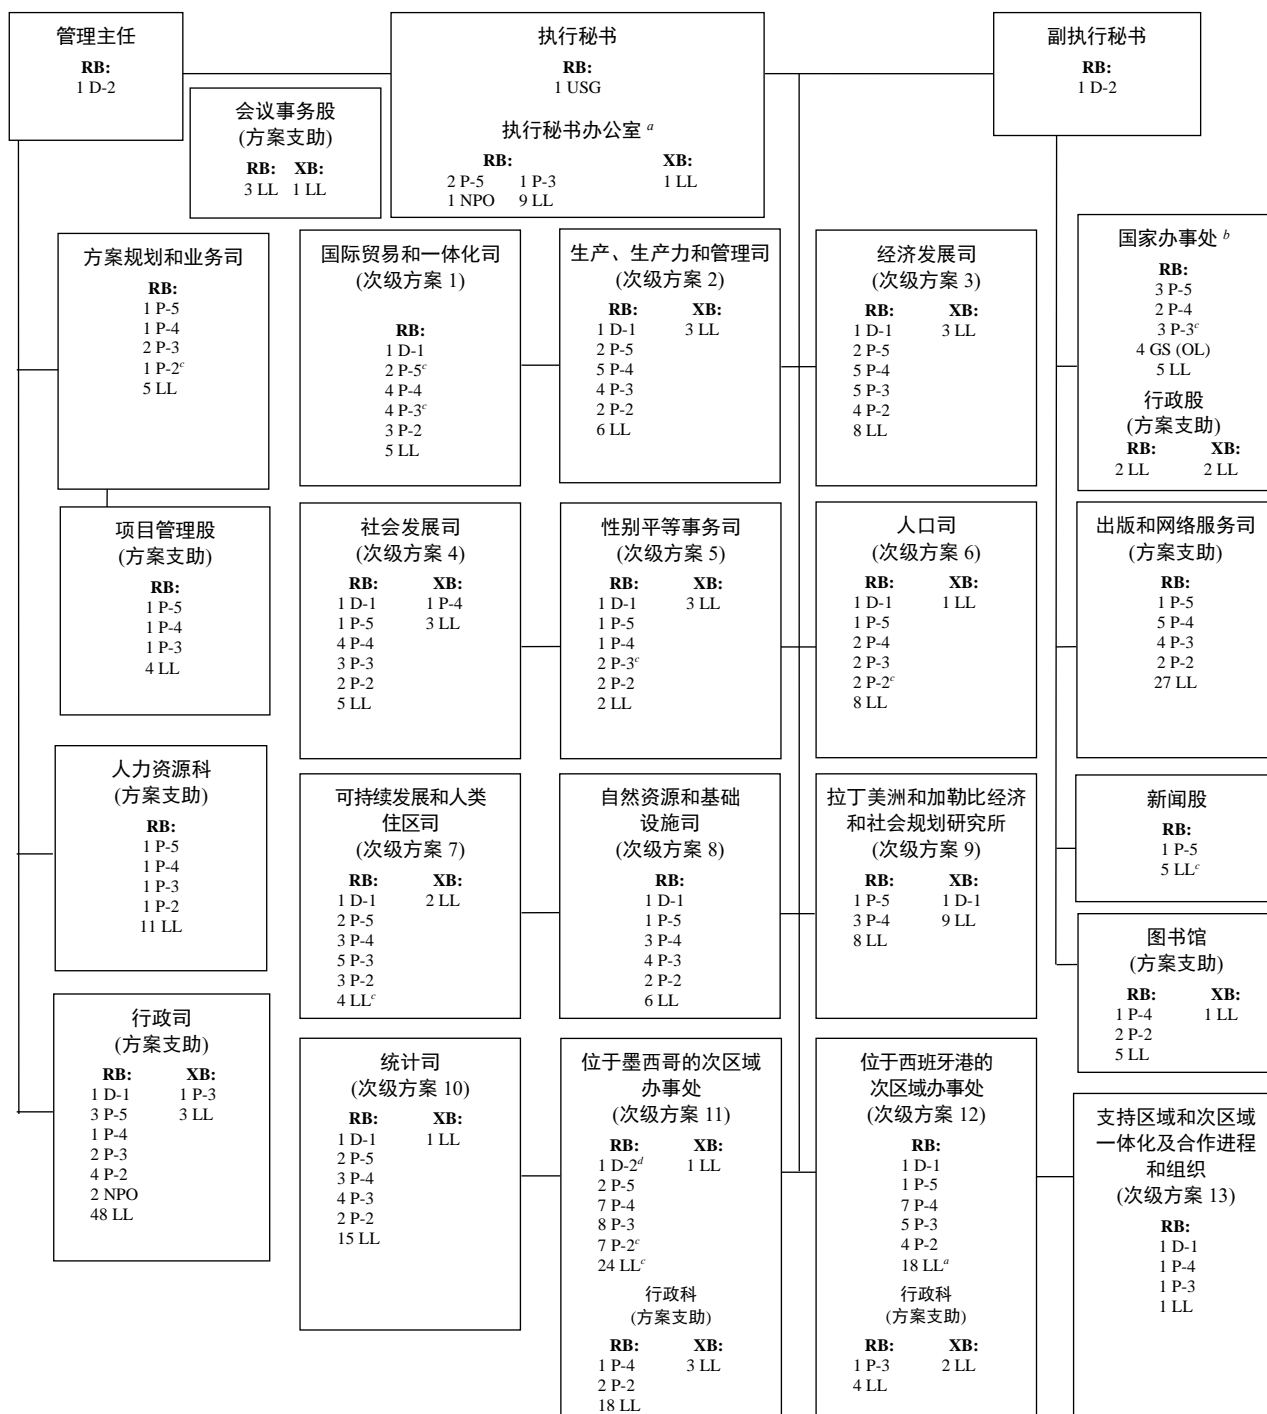 管理主任
RB:
1 D-2
执行秘书
RB:
1 USG
执行秘书办公室 a
RB: XB:
2 P-5 1 P-3 1 LL
1 NPO 9 LL
副执行秘书
RB:
1 D-2
会议事务股
(方案支助)
RB: XB:
3 LL 1 LL
方案规划和业务司
RB:
1 P-5
1 P-4
2 P-3
1 P-2c
5 LL
国际贸易和一体化司
(次级方案 1)
RB:
1 D-1
2 P-5c
4 P-4
4 P-3c
3 P-2
5 LL
生产、生产力和管理司
(次级方案 2)
RB: XB:
1 D-1 3 LL
2 P-5
5 P-4
4 P-3
2 P-2
6 LL
经济发展司
(次级方案 3)
RB: XB:
1 D-1 3 LL
2 P-5
5 P-4
5 P-3
4 P-2
8 LL
国家办事处 b
RB:
3 P-5
2 P-4
3 P-3c
4 GS (OL)
5 LL
行政股
(方案支助)
RB: XB:
2 LL 2 LL
项目管理股
(方案支助)
RB:
1 P-5
1 P-4
1 P-3
4 LL
社会发展司
(次级方案 4)
RB: XB:
1 D-1 1 P-4
1 P-5 3 LL
4 P-4
3 P-3
2 P-2
5 LL
性别平等事务司
(次级方案 5)
RB: XB:
1 D-1 3 LL
1 P-5
1 P-4
2 P-3c
2 P-2
2 LL
人口司
(次级方案 6)
RB: XB:
1 D-1 1 LL
1 P-5
2 P-4
2 P-3
2 P-2c
8 LL
出版和网络服务司
(方案支助)
RB:
1 P-5
5 P-4
4 P-3
2 P-2
27 LL
人力资源科
(方案支助)
RB:
1 P-5
1 P-4
1 P-3
1 P-2
11 LL
可持续发展和人类
住区司
(次级方案 7)
RB: XB:
1 D-1 2 LL
2 P-5
3 P-4
5 P-3
3 P-2
4 LLc
自然资源和基础
设施司
(次级方案 8)
RB:
1 D-1
1 P-5
3 P-4
4 P-3
2 P-2
6 LL
拉丁美洲和加勒比经济
和社会规划研究所
(次级方案 9)
RB: XB:
1 P-5 1 D-1
3 P-4 9 LL
8 LL
新闻股
RB:
1 P-5
5 LLc
图书馆
(方案支助)
RB: XB:
1 P-4 1 LL
2 P-2
5 LL
行政司
(方案支助)
RB: XB:
1 D-1 1 P-3
3 P-5 3 LL
1 P-4
2 P-3
4 P-2
2 NPO
48 LL
统计司
(次级方案 10)
RB: XB:
1 D-1 1 LL
2 P-5
3 P-4
4 P-3
2 P-2
15 LL
位于墨西哥的次区域
办事处
(次级方案 11)
RB: XB:
1 D-2d 1 LL
2 P-5
7 P-4
8 P-3
7 P-2c
24 LLc
行政科
(方案支助)
RB: XB:
1 P-4 3 LL
2 P-2
18 LL
位于西班牙港的
次区域办事处
(次级方案 12)
RB:
1 D-1
1 P-5
7 P-4
5 P-3
4 P-2
18 LLa
行政科
(方案支助)
RB: XB:
1 P-3 2 LL
4 LL
支持区域和次区域
一体化及合作进程
和组织
(次级方案 13)
RB:
1 D-1
1 P-4
1 P-3
1 LL